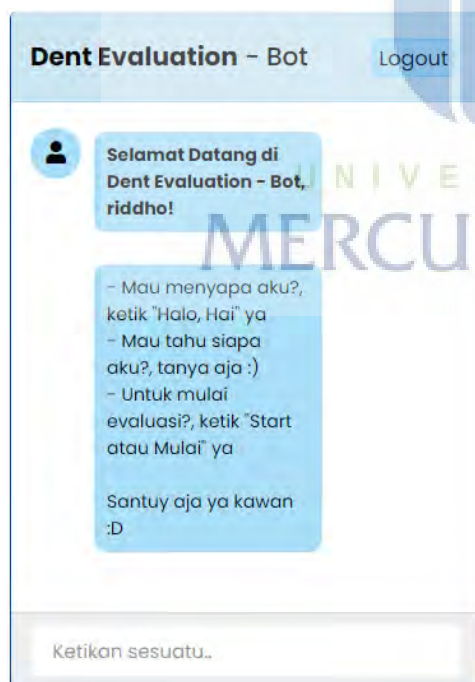 Dent Evaluation - Bot
Logout
Selamat Datang di
Dent Evaluation - Bot,
riddho!
UNIVE
MERCU
- Mau menyapa aku?,
ketik "Halo, Hai" ya
- Mau tahu siapa
aku?, tanya aja :)
- Untuk mulai
evaluasi?, ketik "Start
atau Mulai" ya
Santuy aja ya kawan
:D
Ketikan sesuatu..